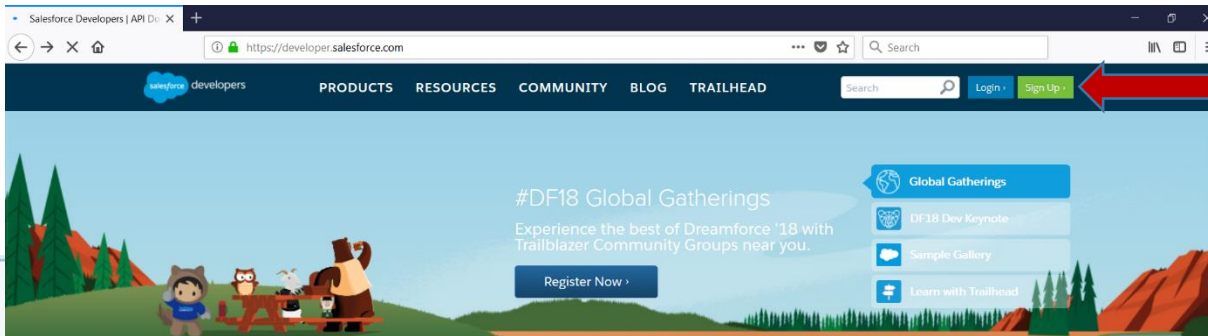 Salesforce Developers | API Do
https://developer.salesforce.com
Search
salesforce developers
PRODUCTS RESOURCES COMMUNITY BLOG TRAILHEAD
Search
Login ›
Sign Up ›
#DF18 Global Gatherings
Experience the best of Dreamforce '18 with
Trailblazer Community Groups near you.
Register Now ›
Global Gatherings
DF18 Dev Keynote
Sample Gallery
Learn with Trailhead